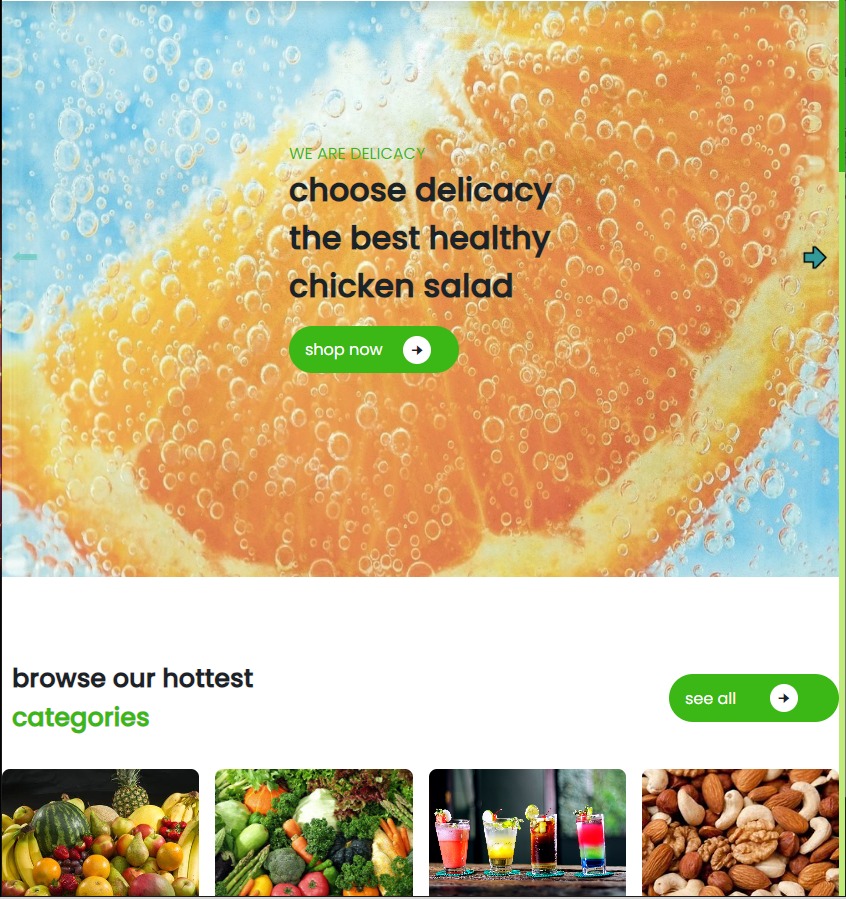 WE ARE DELICACY
choose delicacy
the best healthy
chicken salad
shop now
browse our hottest
categories
see all